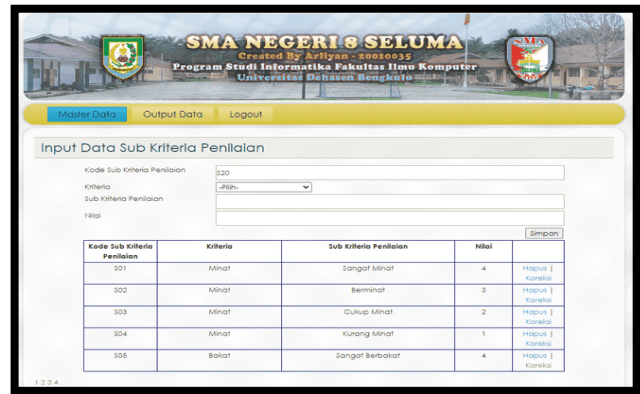 SMA NEGERI 8 SELUMA
Created By Arliyan - 20010035
Program Studi Informatika Fakultas Ilmu Komputer
Universitas Dehasen Bengkulu
Master Data Output Data Logout
Input Data Sub Kriteria Penilaian
Kode Sub Kriteria Penilaian S20
Kriteria -Pilih-
Sub Kriteria Penilaian
Nilai
Simpan
Kode Sub Kriteria Penilaian Kriteria Sub Kriteria Penilaian Nilai
S01 Minat Sangat Minat 4 Hapus | Koreksi
S02 Minat Berminat 3 Hapus | Koreksi
S03 Minat Cukup Minat 2 Hapus | Koreksi
S04 Minat Kurang Minat 1 Hapus | Koreksi
S05 Bakat Sangat Berbakat 4 Hapus | Koreksi
1 2 3 4